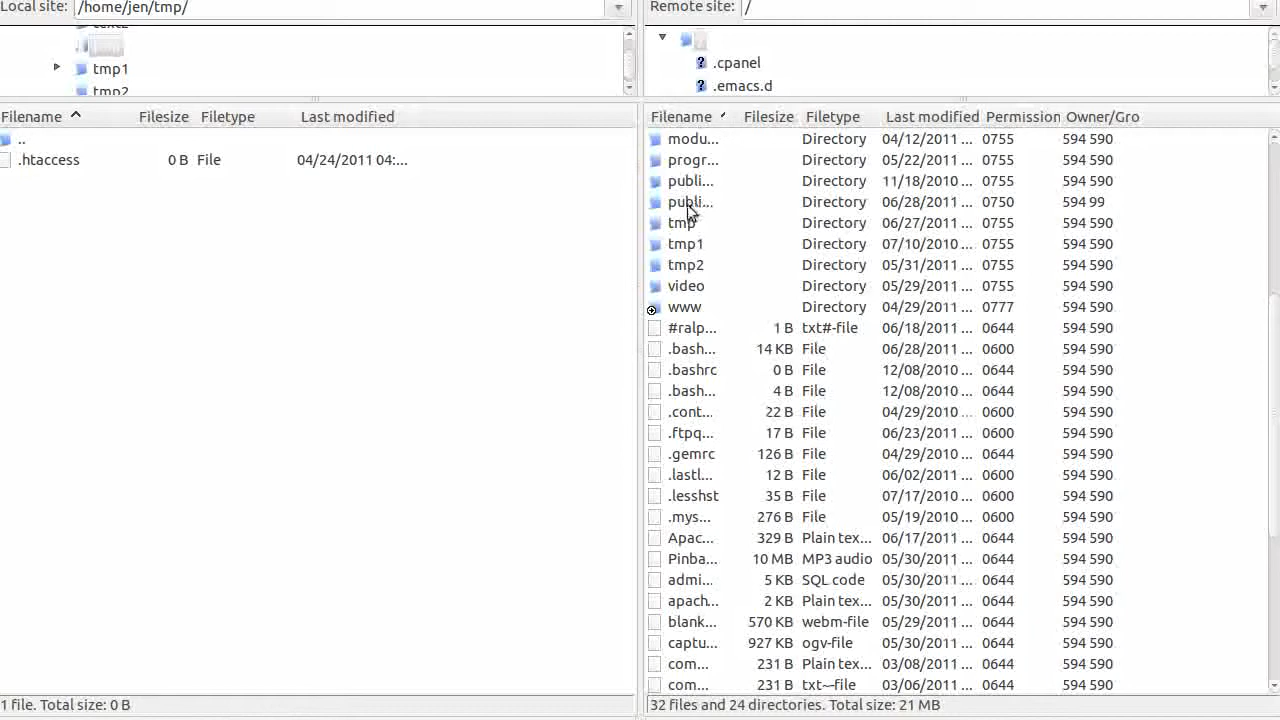 Local site: /home/jen/tmp/
tmp1
tmp2
Filename Filesize Filetype Last modified
..
.htaccess 0 B File 04/24/2011 04:...
1 file. Total size: 0 B
Remote site: /
.cpanel
.emacs.d
Filename Filesize Filetype Last modified Permission Owner/Gro
modu... Directory 04/12/2011 ... 0755 594 590
progr... Directory 05/22/2011 ... 0755 594 590
publi... Directory 11/18/2010 ... 0755 594 590
publi... Directory 06/28/2011 ... 0750 594 99
tmp Directory 06/27/2011 ... 0755 594 590
tmp1 Directory 07/10/2010 ... 0755 594 590
tmp2 Directory 05/31/2011 ... 0755 594 590
video Directory 05/29/2011 ... 0755 594 590
www Directory 04/29/2011 ... 0777 594 590
#ralp... 1 B txt#-file 06/18/2011 ... 0644 594 590
.bash... 14 KB File 06/28/2011 ... 0600 594 590
.bashrc 0 B File 12/08/2010 ... 0644 594 590
.bash... 4 B File 12/08/2010 ... 0644 594 590
.cont... 22 B File 04/29/2010 ... 0600 594 590
.ftpq... 17 B File 06/23/2011 ... 0600 594 590
.gemrc 126 B File 04/29/2010 ... 0644 594 590
.lastl... 12 B File 06/02/2011 ... 0600 594 590
.lesshst 35 B File 07/17/2010 ... 0600 594 590
.mys... 276 B File 05/19/2010 ... 0600 594 590
Apac... 329 B Plain tex... 06/17/2011 ... 0644 594 590
Pinba... 10 MB MP3 audio 05/30/2011 ... 0644 594 590
admi... 5 KB SQL code 05/30/2011 ... 0644 594 590
apach... 2 KB Plain tex... 05/30/2011 ... 0644 594 590
blank... 570 KB webm-file 05/29/2011 ... 0644 594 590
captu... 927 KB ogv-file 05/30/2011 ... 0644 594 590
com... 231 B Plain tex... 03/08/2011 ... 0644 594 590
com... 231 B txt~-file 03/06/2011 ... 0644 594 590
32 files and 24 directories. Total size: 21 MB